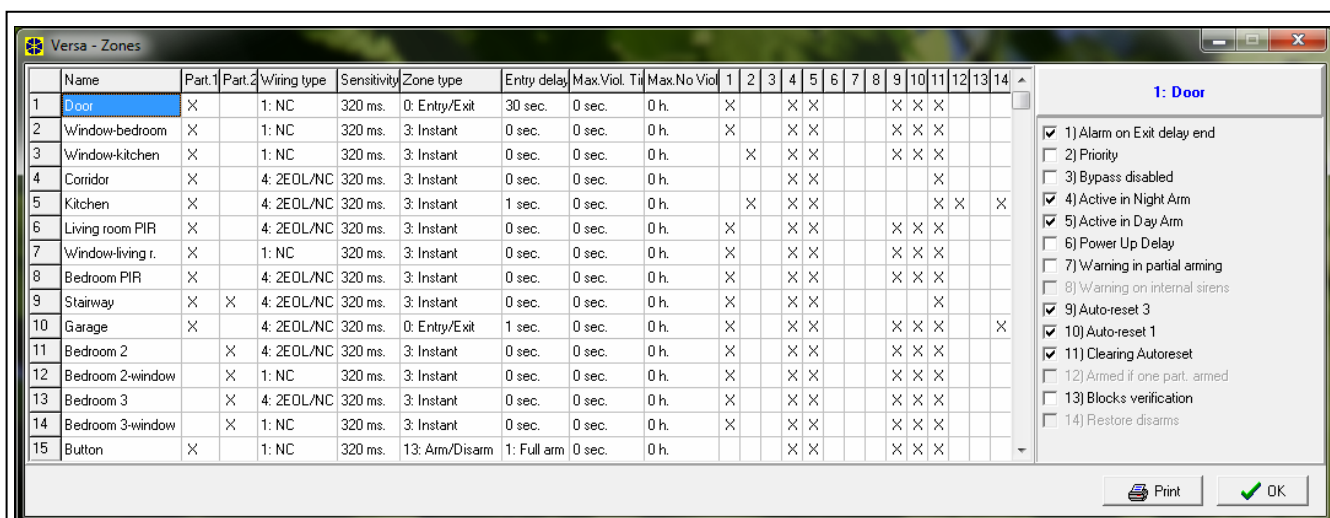 Versa - Zones
Name Part.1 Part.2 Wiring type Sensitivity Zone type Entry delay Max.Viol. Ti Max.No Viol 1 2 3 4 5 6 7 8 9 10 11 12 13 14
1 Door X 1: NC 320 ms. 0: Entry/Exit 30 sec. 0 sec. 0 h. X X X X X X
2 Window-bedroom X 1: NC 320 ms. 3: Instant 0 sec. 0 sec. 0 h. X X X X X X
3 Window-kitchen X 1: NC 320 ms. 3: Instant 0 sec. 0 sec. 0 h. X X X X X X
4 Corridor X 4: 2EOL/NC 320 ms. 3: Instant 0 sec. 0 sec. 0 h. X X X
5 Kitchen X 4: 2EOL/NC 320 ms. 3: Instant 1 sec. 0 sec. 0 h. X X X X X X
6 Living room PIR X 4: 2EOL/NC 320 ms. 3: Instant 0 sec. 0 sec. 0 h. X X X X X X
7 Window-living r. X 1: NC 320 ms. 3: Instant 0 sec. 0 sec. 0 h. X X X X X X
8 Bedroom PIR X 4: 2EOL/NC 320 ms. 3: Instant 0 sec. 0 sec. 0 h. X X X X X X
9 Stairway X X 4: 2EOL/NC 320 ms. 3: Instant 0 sec. 0 sec. 0 h. X X X X
10 Garage X 4: 2EOL/NC 320 ms. 0: Entry/Exit 1 sec. 0 sec. 0 h. X X X X X X X
11 Bedroom 2 X 4: 2EOL/NC 320 ms. 3: Instant 0 sec. 0 sec. 0 h. X X X X X X
12 Bedroom 2-window X 1: NC 320 ms. 3: Instant 0 sec. 0 sec. 0 h. X X X X X X
13 Bedroom 3 X 4: 2EOL/NC 320 ms. 3: Instant 0 sec. 0 sec. 0 h. X X X X X X
14 Bedroom 3-window X 1: NC 320 ms. 3: Instant 0 sec. 0 sec. 0 h. X X X X X X
15 Button X 1: NC 320 ms. 13: Arm/Disarm 1: Full arm 0 sec. 0 h. X X X X X
1: Door
1) Alarm on Exit delay end
2) Priority
3) Bypass disabled
4) Active in Night Arm
5) Active in Day Arm
6) Power Up Delay
7) Warning in partial arming
8) Warning on internal sirens
9) Auto-reset 3
10) Auto-reset 1
11) Clearing Autoreset
12) Armed if one part. armed
13) Blocks verification
14) Restore disarms
Print OK